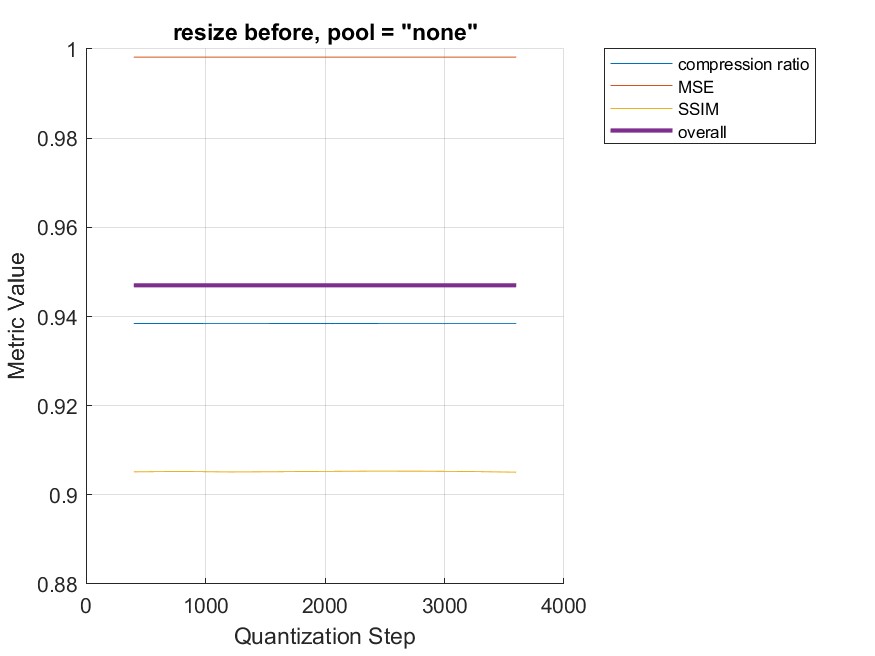 resize before, pool = "none"
1
0.98
0.96
0.94
0.92
0.9
0.88
Metric Value
0
1000
2000
3000
4000
Quantization Step
compression ratio
MSE
SSIM
overall